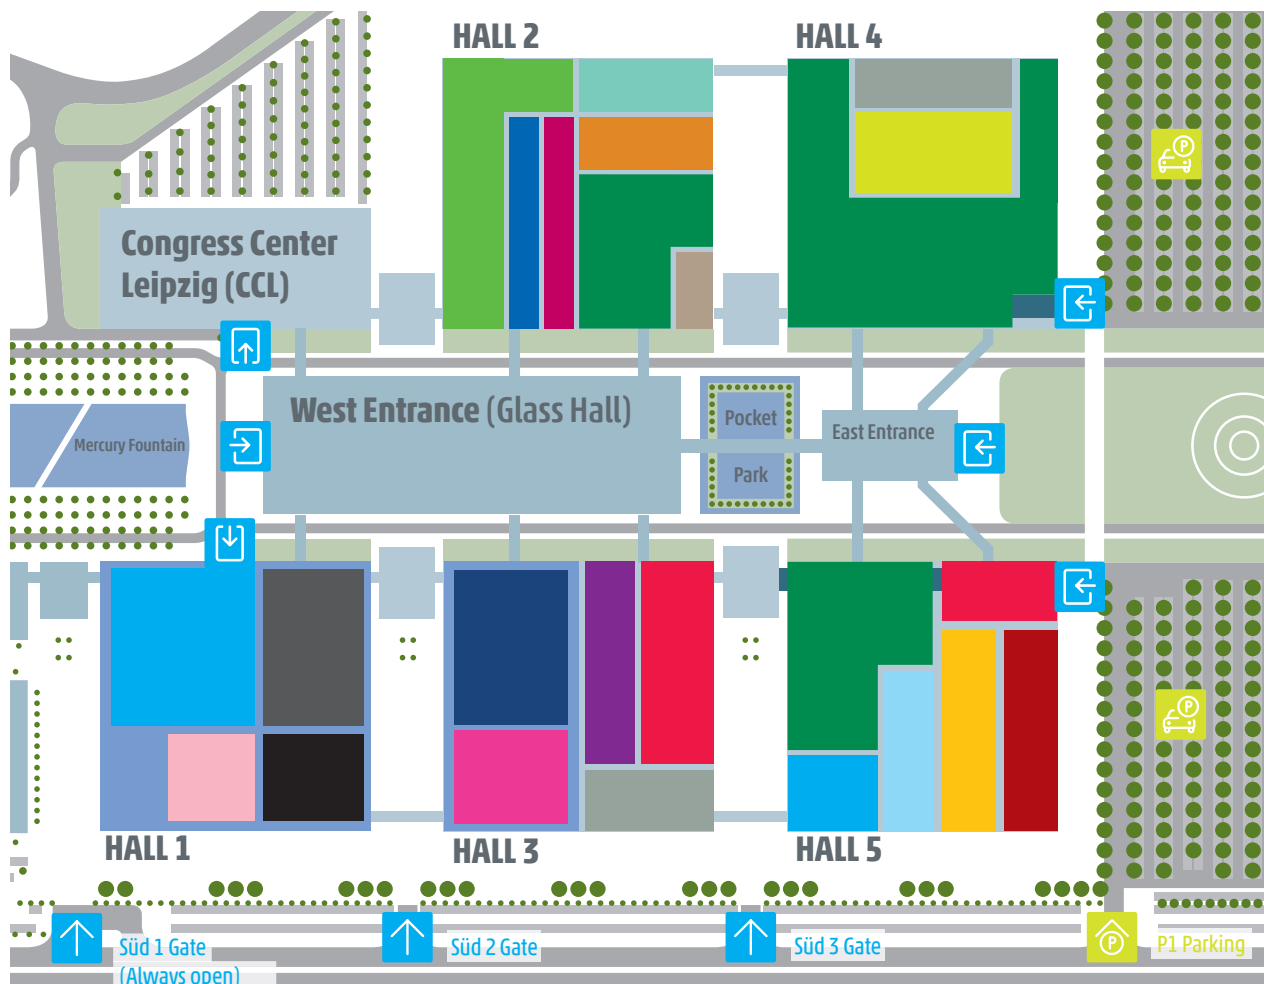 HALL 2
HALL 4
P
Congress Center
Leipzig (CCL)
West Entrance (Glass Hall)
Pocket
Park
East Entrance
Mercury Fountain
P
HALL 1
HALL 3
HALL 5
Süd 1 Gate
(Always open)
Süd 2 Gate
Süd 3 Gate
P
P1 Parking